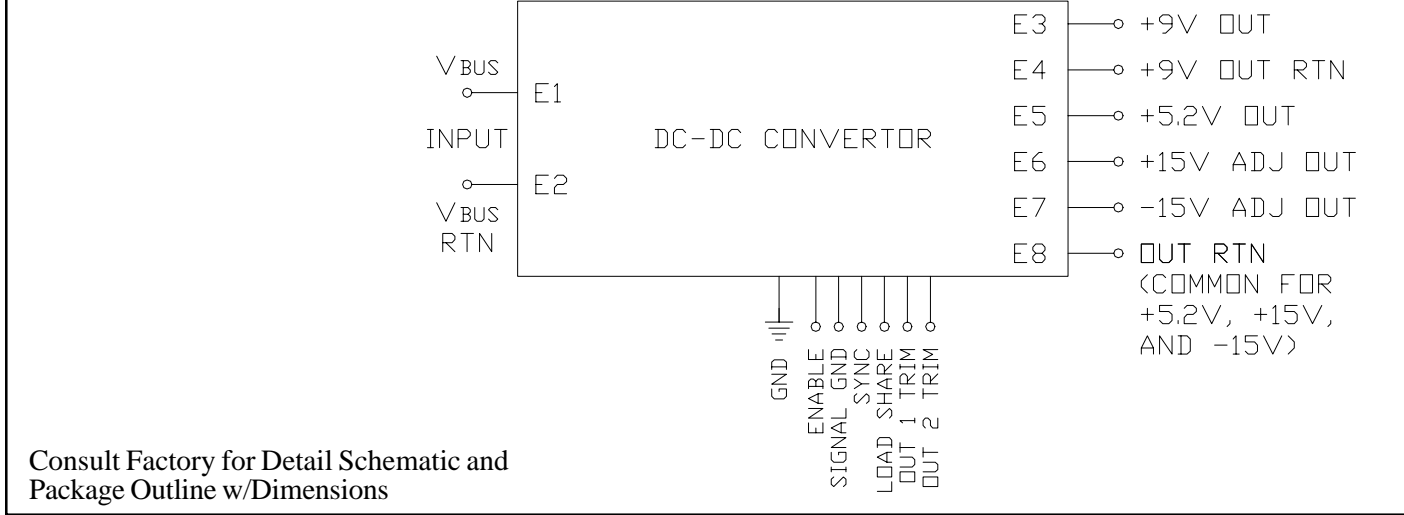 VBUS
E1
INPUT
E2
VBUS
RTN
DC-DC CONVERTOR
E3 +9V OUT
E4 +9V OUT RTN
E5 +5.2V OUT
E6 +15V ADJ OUT
E7 -15V ADJ OUT
E8 OUT RTN
(COMMON FOR
+5.2V, +15V,
AND -15V)
GND
ENABLE
SIGNAL GND
SYNC
LOAD SHARE
OUT 1 TRIM
OUT 2 TRIM
Consult Factory for Detail Schematic and
Package Outline w/Dimensions